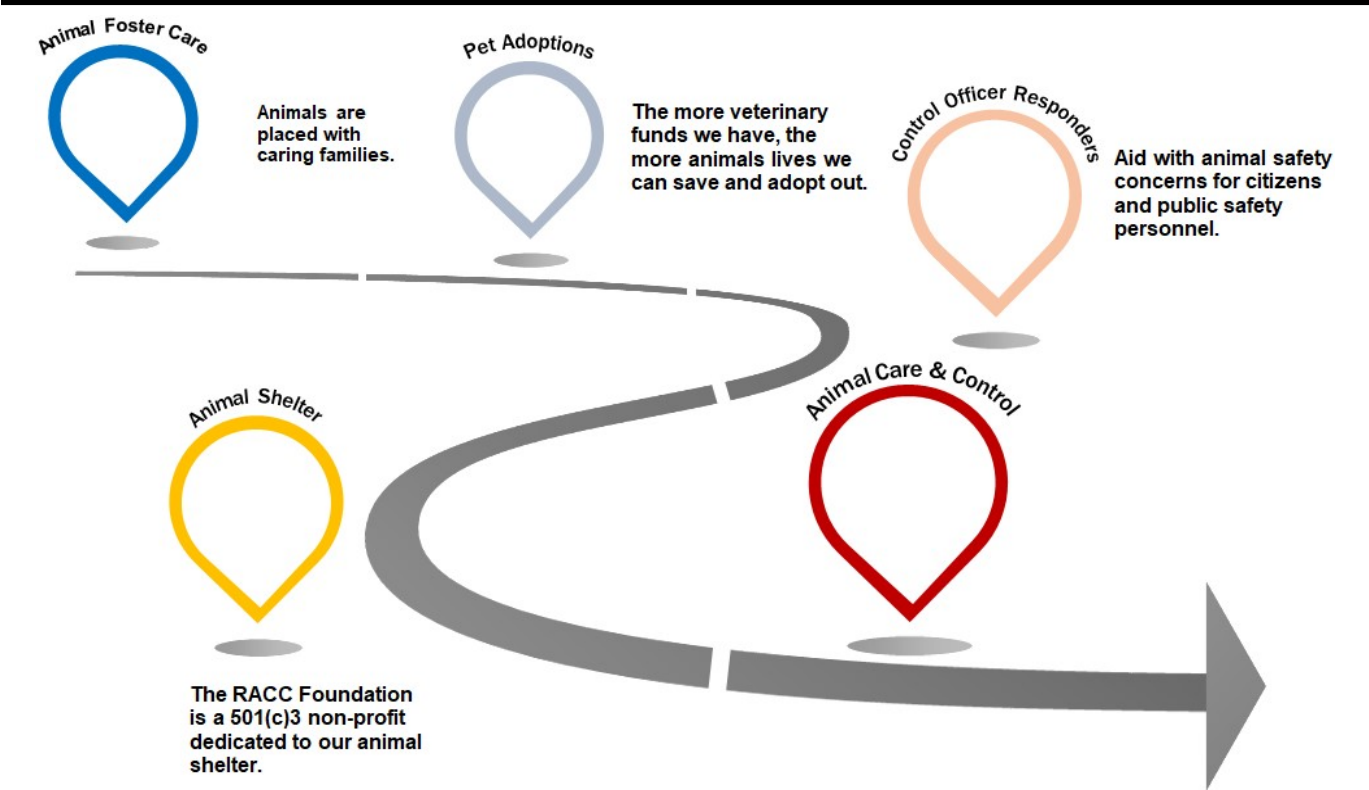 Animal Foster Care
Animals are
placed with
caring families.
Pet Adoptions
The more veterinary
funds we have, the
more animals lives we
can save and adopt out.
Control Officer Responders
Aid with animal safety
concerns for citizens
and public safety
personnel.
Animal Shelter
The RACC Foundation
is a 501(c)3 non-profit
dedicated to our animal
shelter.
Animal Care & Control